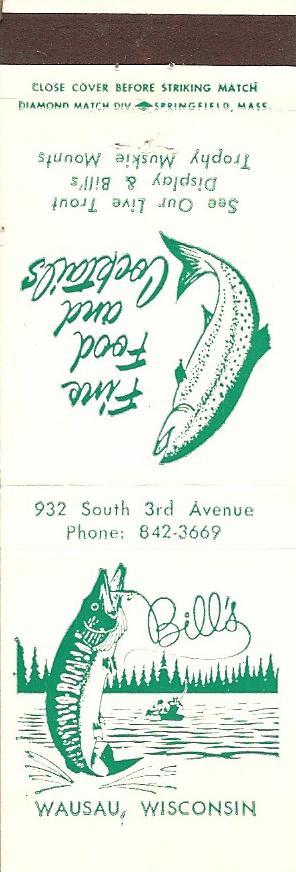 CLOSE COVER BEFORE STRIKING MATCH
DIAMOND MATCH DIV. SPRINGFIELD, MASS.
See Our Live Trout
Display & Bill's
Trophy Muskie Mounts
Fine
Food
and
Cocktails
932 South 3rd Avenue
Phone: 842-3669
Bill's
WAUSAU, WISCONSIN